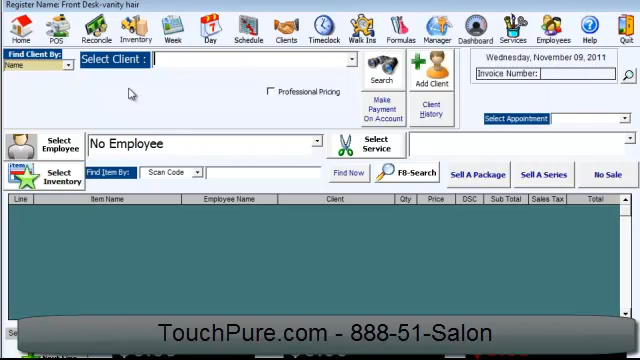 Register Name: Front Desk-vanity hair
Home POS Reconcile Inventory Week Day Schedule Clients Timeclock Walk Ins Formulas Manager Dashboard Services Employees Help Quit
Find Client By:
Name
Select Client :
Search
Add Client
Professional Pricing
Make Payment On Account
Client History
Wednesday, November 09, 2011
Invoice Number:
Select Appointment
Select Employee
No Employee
Select Service
item
Select Inventory
Find Item By:
Scan Code
Find Now
F8-Search
Sell A Package
Sell A Series
No Sale
Line Item Name Employee Name Client Qty Price DSC Sub Total Sales Tax Total
TouchPure.com - 888-51-Salon